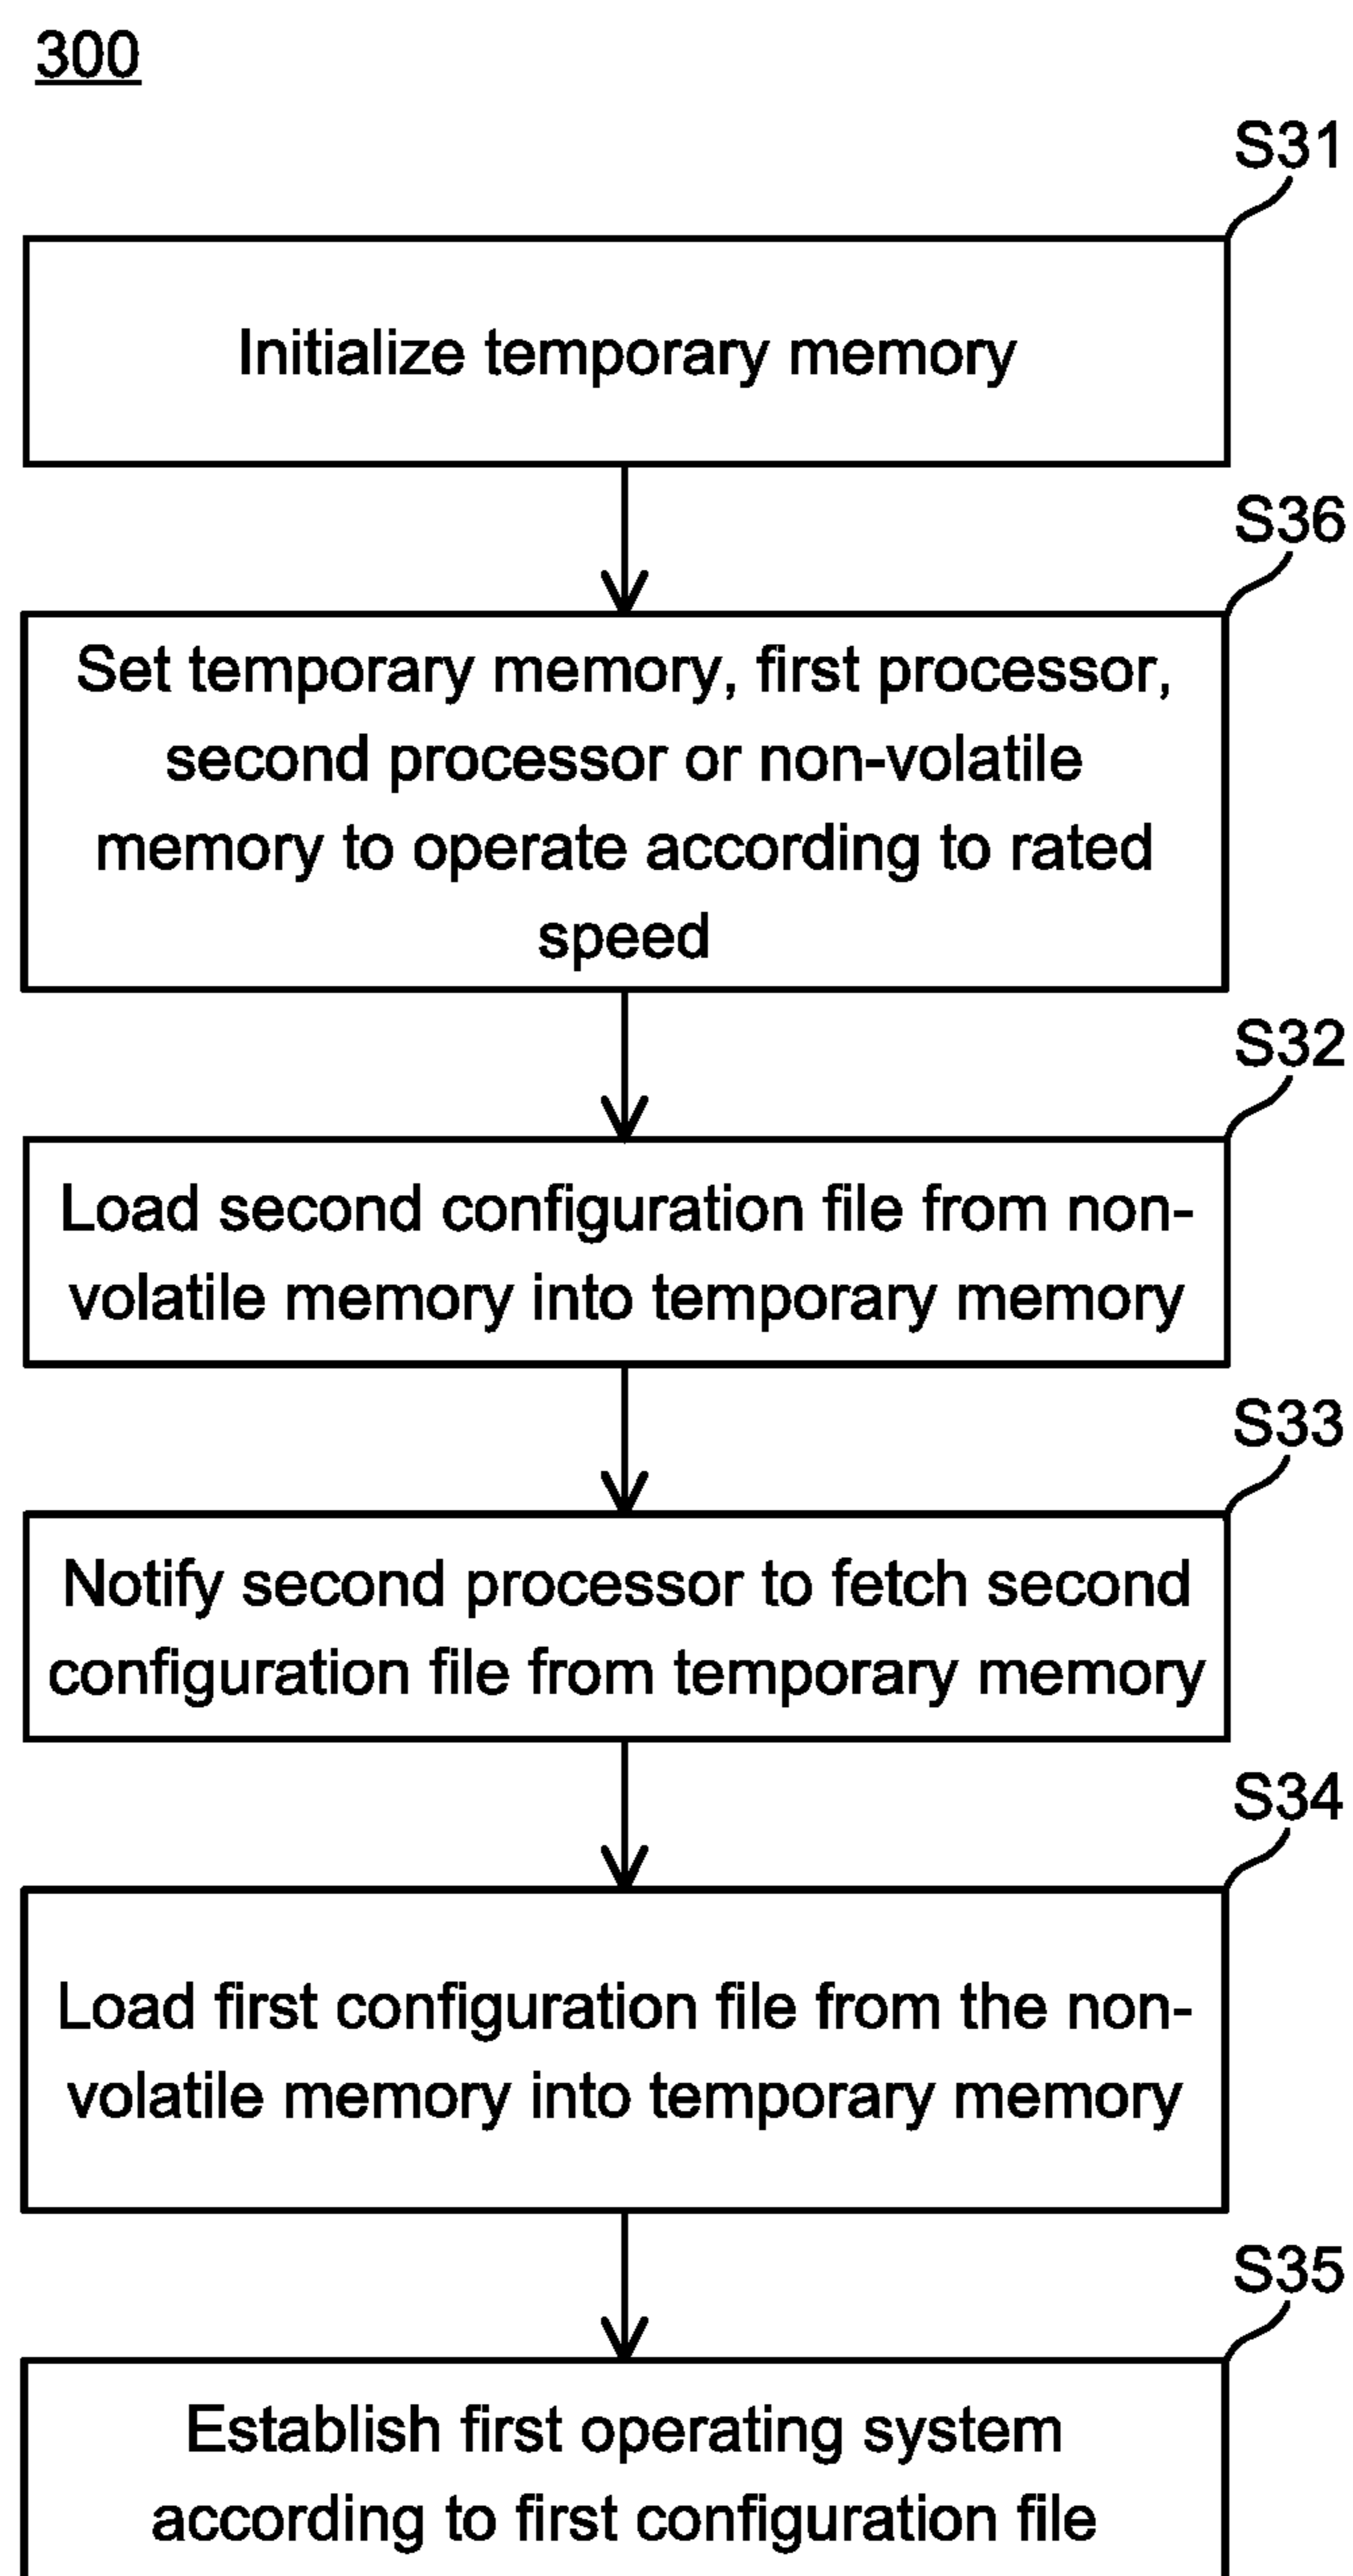 300
S31
Initialize temporary memory
S36
Set temporary memory, first processor,
second processor or non-volatile
memory to operate according to rated
speed
S32
Load second configuration file from non-
volatile memory into temporary memory
S33
Notify second processor to fetch second
configuration file from temporary memory
S34
Load first configuration file from the non-
volatile memory into temporary memory
S35
Establish first operating system
according to first configuration file